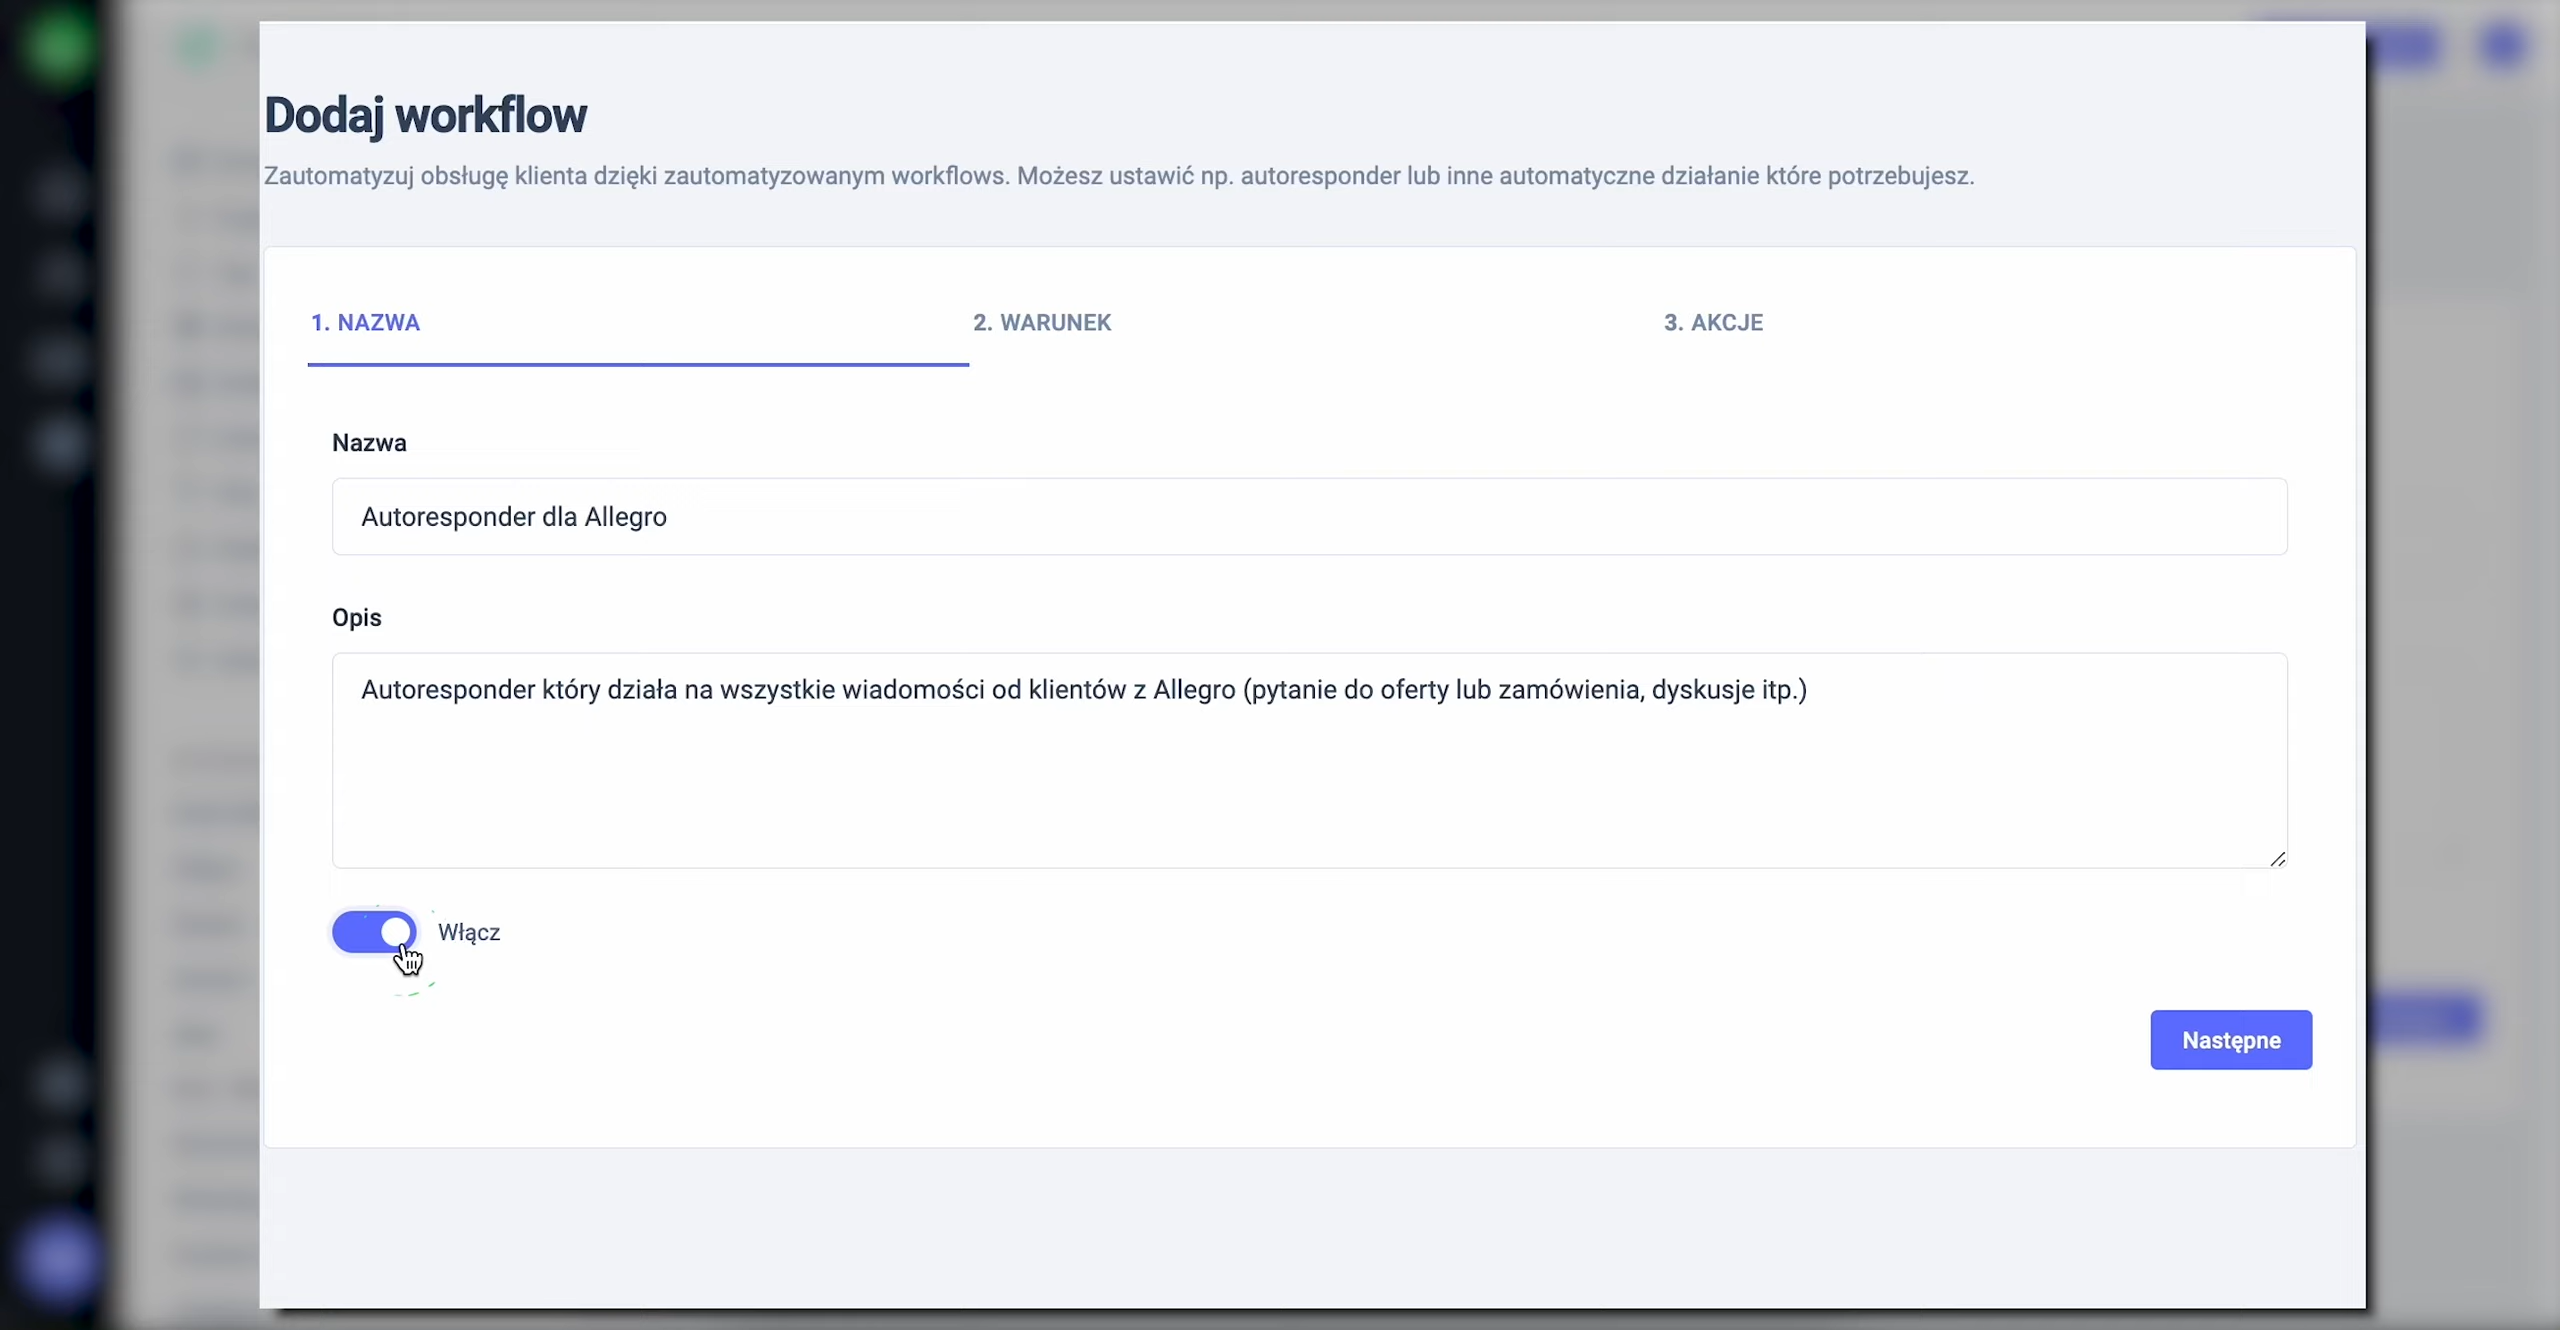 Dodaj workflow
Zautomatyzuj obsługę klienta dzięki zautomatyzowanym workflows. Możesz ustawić np. autoresponder lub inne automatyczne działanie które potrzebujesz.
1. NAZWA
2. WARUNEK
3. AKCJE
Nazwa
Autoresponder dla Allegro
Opis
Autoresponder który działa na wszystkie wiadomości od klientów z Allegro (pytanie do oferty lub zamówienia, dyskusje itp.)
Włącz
Następne